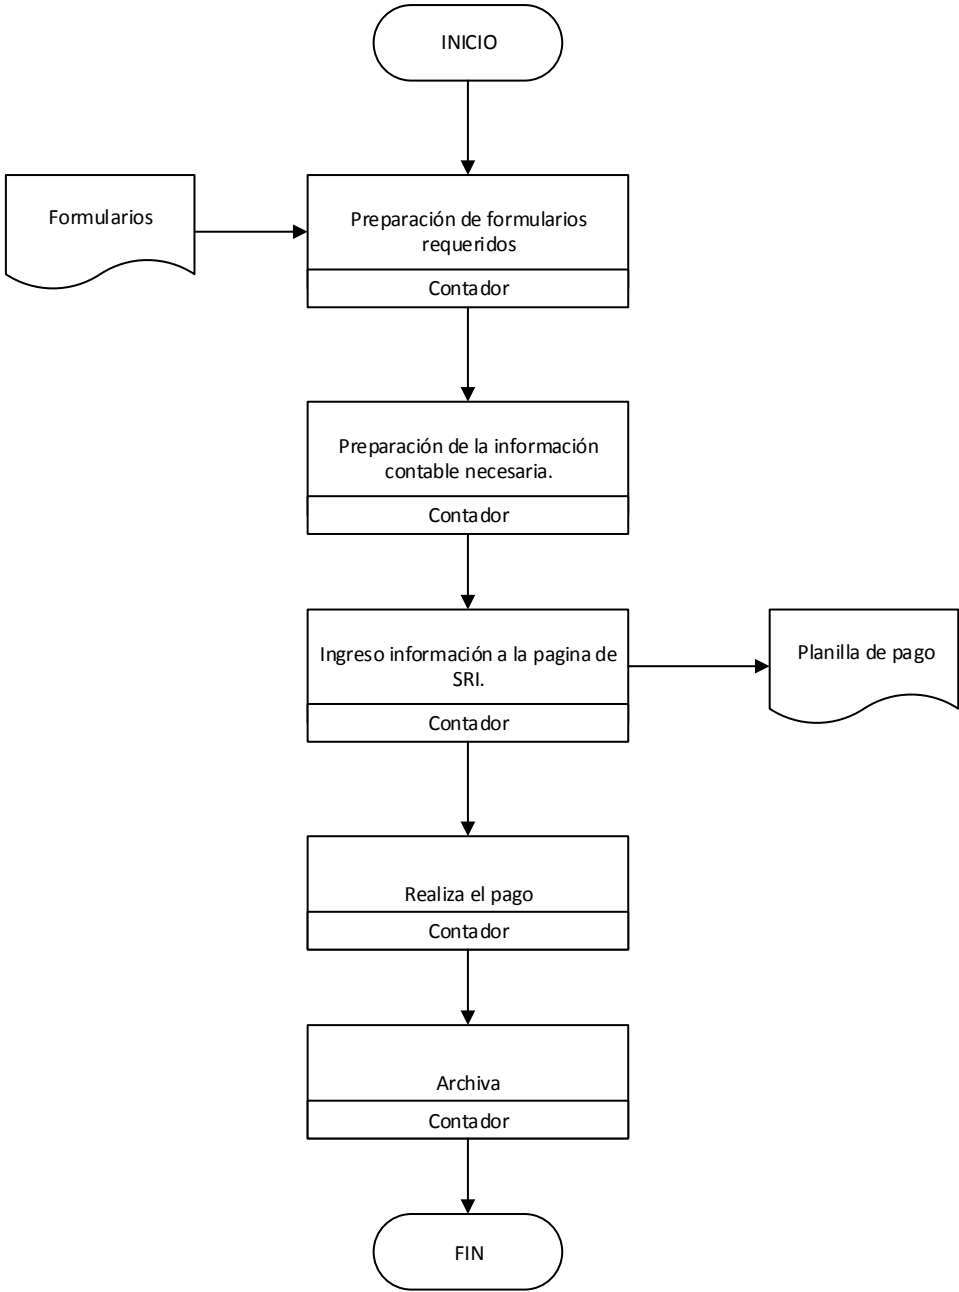 INICIO
Formularios
Preparación de formularios
requeridos
Contador
Preparación de la información
contable necesaria.
Contador
Ingreso información a la pagina de
SRI.
Contador
Planilla de pago
Realiza el pago
Contador
Archiva
Contador
FIN